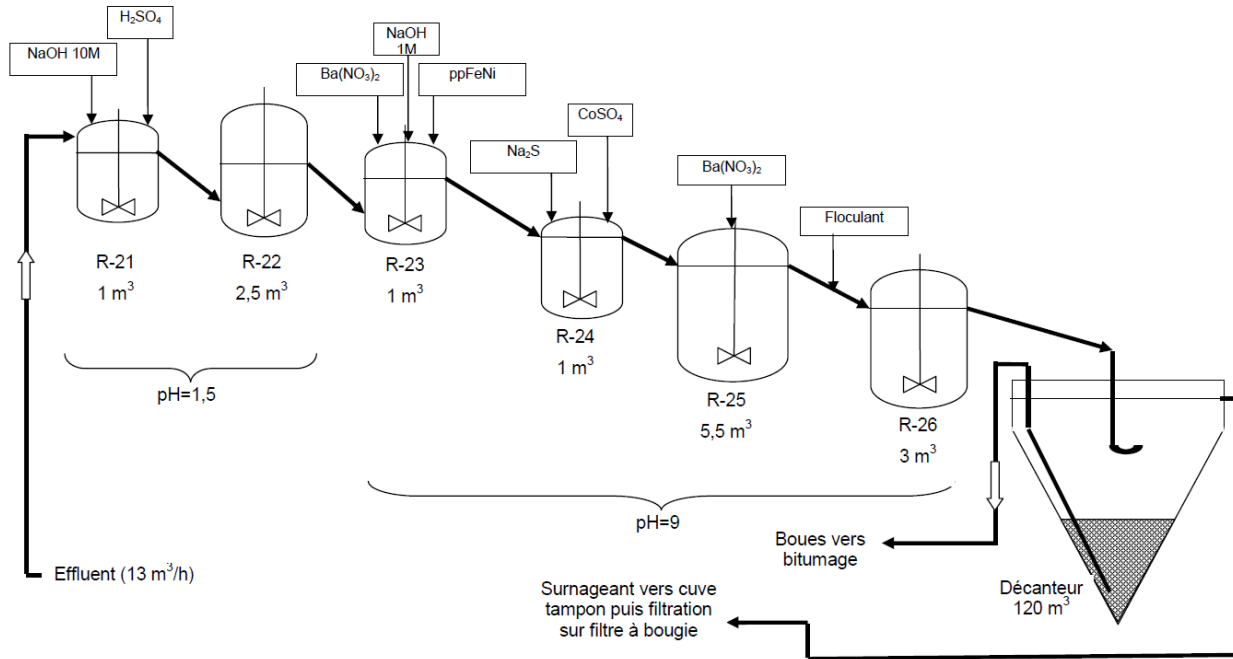 H₂SO₄
NaOH 10M
NaOH
1M
Ba(NO₃)₂
ppFeNi
CoSO₄
Na₂S
Ba(NO₃)₂
Floculant
R-21
1 m³
R-22
2,5 m³
R-23
1 m³
R-24
1 m³
R-25
5,5 m³
R-26
3 m³
pH=1,5
pH=9
Effluent (13 m³/h)
Boues vers
bitumage
Surnageant vers cuve
tampon puis filtration
sur filtre à bougie
Décanteur
120 m³